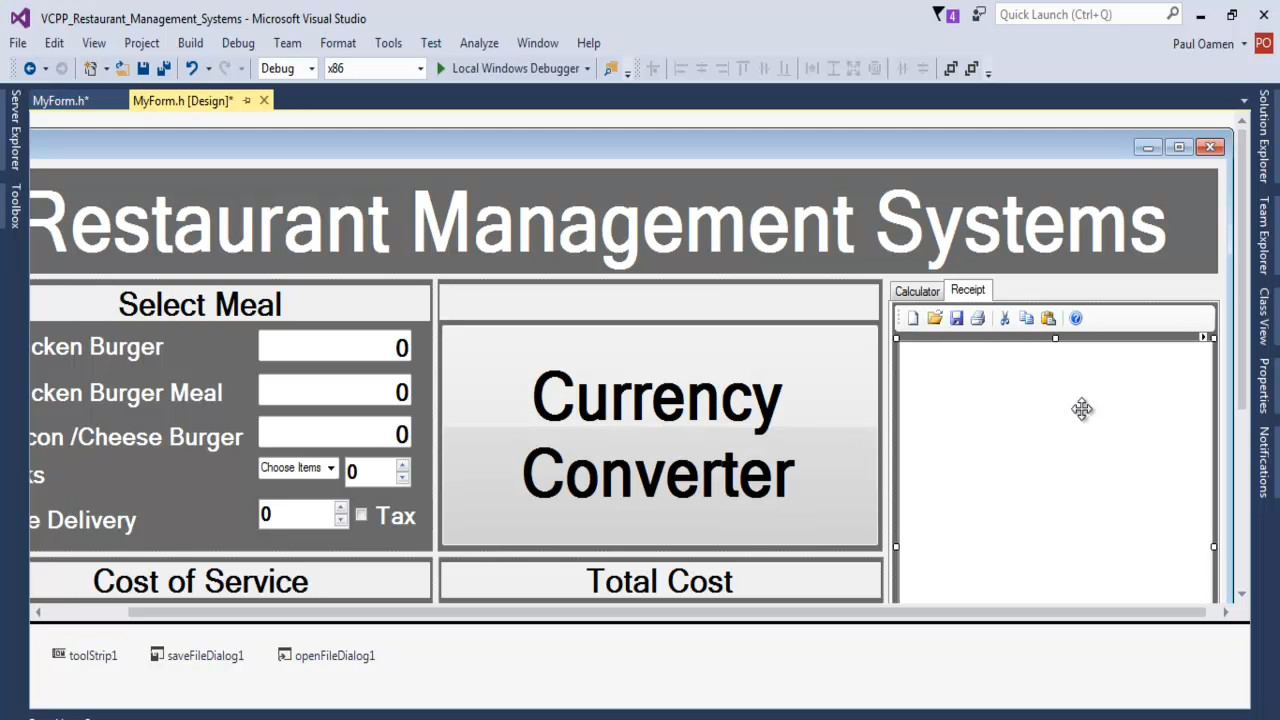 VCPP_Restaurant_Management_Systems - Microsoft Visual Studio
4
Quick Launch (Ctrl+Q)
File Edit View Project Build Debug Team Format Tools Test Analyze Window Help
Paul Oamen
PO
Debug
x86
Local Windows Debugger
MyForm.h*
MyForm.h [Design]*
Server Explorer
Toolbox
Solution Explorer
Team Explorer
Class View
Properties
Notifications
Restaurant Management Systems
Select Meal
cken Burger
0
cken Burger Meal
0
con /Cheese Burger
0
ks
Choose Items
0
e Delivery
0
Tax
Currency
Converter
Calculator
Receipt
Cost of Service
Total Cost
toolStrip1
saveFileDialog1
openFileDialog1